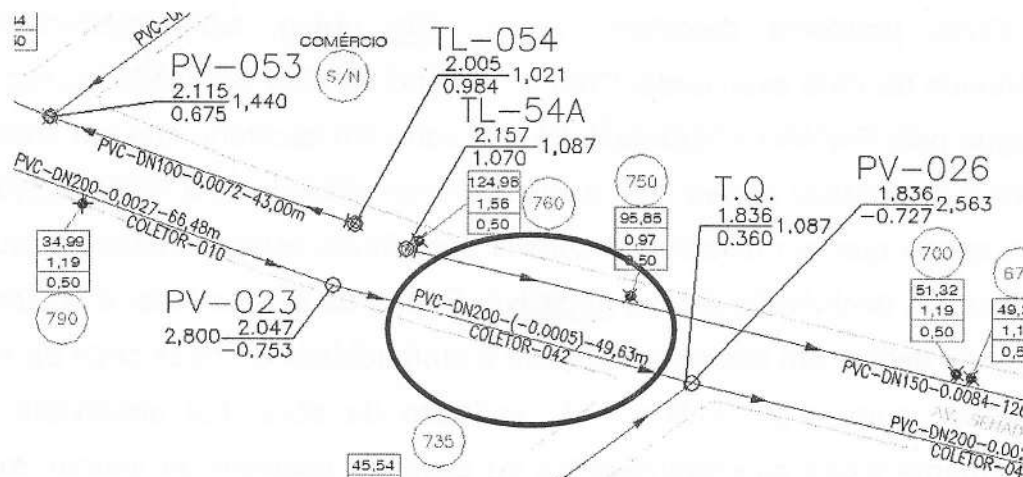 COMÉRCIO
S/N
TL-054
2.005
0.984
1,021
PV-053
2.115
0.675
1,440
TL-54A
2.157
1.070
1,087
PVC-DN100-0,0072-43,00m
124,98
1,56
0,50
760
750
95,85
0,97
0,50
T.Q.
1.836
0.360
1.087
PV-026
1.836
-0.727
2,563
PVC-DN200-0,0027-66,48m
COLETOR-010
34,99
1,19
0,50
790
PV-023
2,800
2.047
-0.753
PVC-DN200-(-0,0005)-49,63m
COLETOR-042
700
51,32
1,19
0,50
PVC-DN150-0.0084-120
PVC-DN200-0,00
COLETOR-04
735
45,54